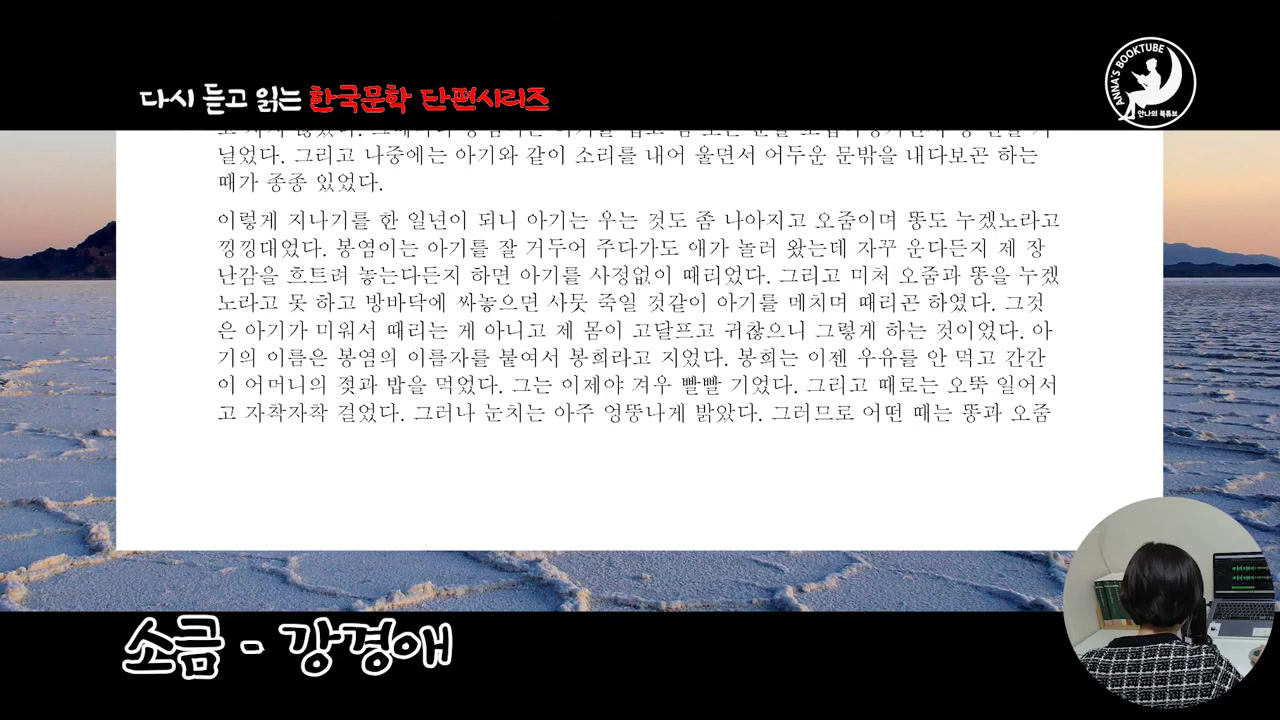 다시 듣고 읽는 한국문학 단편시리즈
ANNA'S BOOKTUBE
안나의 북튜브
널었다. 그리고 나중에는 아기와 같이 소리를 내어 울면서 어두운 문밖을 내다보곤 하는
때가 종종 있었다.
이렇게 지나기를 한 일년이 되니 아기는 우는 것도 좀 나아지고 오줌이며 똥도 누겠노라고
낑낑대었다. 봉염이는 아기를 잘 거두어 주다가도 애가 놀러 왔는데 자꾸 운다든지 제 장
난감을 흐트려 놓는다든지 하면 아기를 사정없이 때리었다. 그리고 미쳐 오줌과 똥을 누겠
노라고 못 하고 방바닥에 싸놓으면 사뭇 죽일 것같이 아기를 메치며 때리곤 하였다. 그것
은 아기가 미워서 때리는 게 아니고 제 몸이 고달프고 귀찮으니 그렇게 하는 것이었다. 아
기의 이름은 봉염의 이름자를 붙여서 봉희라고 지었다. 봉희는 이젠 우유를 안 먹고 간간
이 어머니의 젖과 밥을 먹었다. 그는 이제야 겨우 빨빨 기었다. 그리고 때로는 오뚝 일어서
고 자착자착 걸었다. 그러나 눈치는 아주 엉뚱나게 밝았다. 그러므로 어떤 때는 똥과 오줌
소금 - 강경애